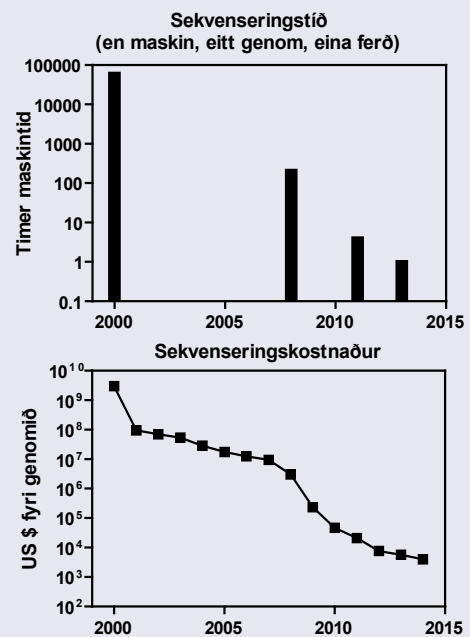 Sekvenseringstíð
(en maskin, eitt genom, eina ferð)
Timer maskintid
100000
10000
1000
100
10
1
0.1
2000 2005 2010 2015
Sekvenseringskostnaður
US $ fyri genomið
10¹⁰
10⁹
10⁸
10⁷
10⁶
10⁵
10⁴
10³
10²
2000 2005 2010 2015